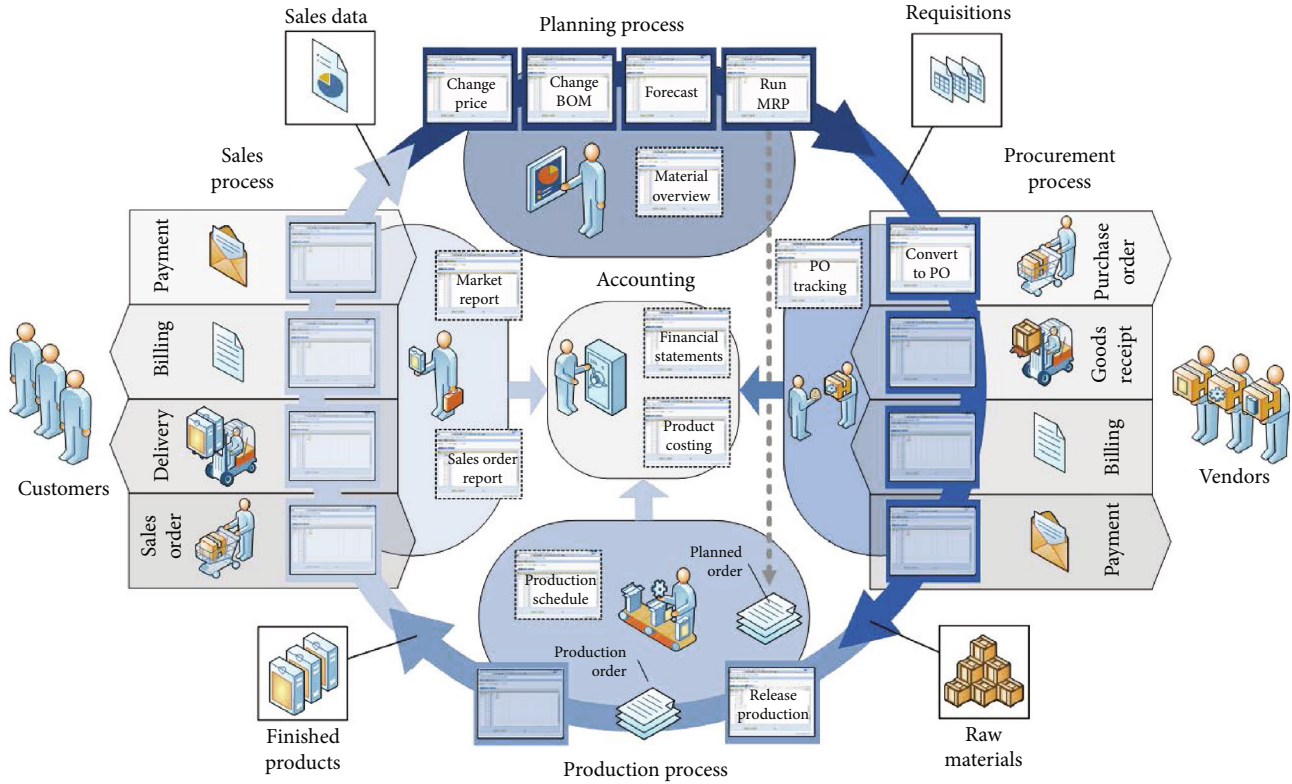 Sales data
Planning process
Requisitions
Change
price
Change
BOM
Forecast
Run
MRP
Sales
process
Material
overview
Procurement
process
Payment
Market
report
Accounting
PO
tracking
Convert
to PO
Purchase
order
Billing
Financial
statements
Goods
receipt
Delivery
Product
costing
Billing
Customers
Sales order
report
Vendors
Sales
order
Planned
order
Payment
Production
schedule
Production
order
Release
production
Finished
products
Production process
Raw
materials